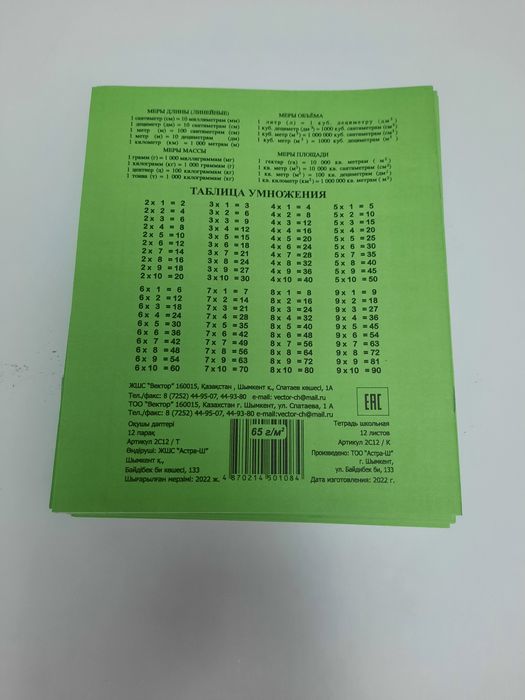 МЕРЫ ДЛИНЫ (ЛИНЕЙНЫЕ)
1 сантиметр (см) = 10 миллиметрам (мм)
1 дециметр (дм) = 10 сантиметрам (см)
1 метр (м) = 100 сантиметрам (см)
1 метр (м) = 10 дециметрам (дм)
1 километр (км) = 1 000 метрам (м)
МЕРЫ МАССЫ
1 грамм (г) = 1 000 миллиграммам (мг)
1 килограмм (кг) = 1 000 граммам (г)
1 центнер (ц) = 100 килограммам (кг)
1 тонна (т) = 1 000 килограммам (кг)
МЕРЫ ОБЪЕМА
1 литр (л) = 1 куб. дециметру (дм³)
1 куб. дециметр (дм³) = 1000 куб. сантиметрам (см³)
1 куб. метр (м³) = 1 000 000 куб. сантиметрам (см³)
1 куб. метр (м³) = 1 000 куб. дециметрам (дм³)
МЕРЫ ПЛОЩАДИ
1 гектар (га) = 10 000 кв. метрам (м²)
1 кв. метр (м²) = 10 000 кв. сантиметрам (см²)
1 кв. метр (м²) = 100 кв. дециметрам (дм²)
1 кв. километр (км²) = 1 000 000 кв. метрам (м²)
ТАБЛИЦА УМНОЖЕНИЯ
2 x 1 = 2 3 x 1 = 3 4 x 1 = 4 5 x 1 = 5
2 x 2 = 4 3 x 2 = 6 4 x 2 = 8 5 x 2 = 10
2 x 3 = 6 3 x 3 = 9 4 x 3 = 12 5 x 3 = 15
2 x 4 = 8 3 x 4 = 12 4 x 4 = 16 5 x 4 = 20
2 x 5 = 10 3 x 5 = 15 4 x 5 = 20 5 x 5 = 25
2 x 6 = 12 3 x 6 = 18 4 x 6 = 24 5 x 6 = 30
2 x 7 = 14 3 x 7 = 21 4 x 7 = 28 5 x 7 = 35
2 x 8 = 16 3 x 8 = 24 4 x 8 = 32 5 x 8 = 40
2 x 9 = 18 3 x 9 = 27 4 x 9 = 36 5 x 9 = 45
2 x 10 = 20 3 x 10 = 30 4 x 10 = 40 5 x 10 = 50
6 x 1 = 6 7 x 1 = 7 8 x 1 = 8 9 x 1 = 9
6 x 2 = 12 7 x 2 = 14 8 x 2 = 16 9 x 2 = 18
6 x 3 = 18 7 x 3 = 21 8 x 3 = 24 9 x 3 = 27
6 x 4 = 24 7 x 4 = 28 8 x 4 = 32 9 x 4 = 36
6 x 5 = 30 7 x 5 = 35 8 x 5 = 40 9 x 5 = 45
6 x 6 = 36 7 x 6 = 42 8 x 6 = 48 9 x 6 = 54
6 x 7 = 42 7 x 7 = 49 8 x 7 = 56 9 x 7 = 63
6 x 8 = 48 7 x 8 = 56 8 x 8 = 64 9 x 8 = 72
6 x 9 = 54 7 x 9 = 63 8 x 9 = 72 9 x 9 = 81
6 x 10 = 60 7 x 10 = 70 8 x 10 = 80 9 x 10 = 90
ЖШС "Вектор" 160015, Қазақстан , Шымкент қ., Спатаев көшесі, 1А
Тел./факс: 8 (7252) 44-95-07, 44-93-80 e-mail: vector-ch@mail.ru
ТОО "Вектор" 160015, Казахстан г. Шымкент, ул. Спатаева, 1 А
Тел./факс: 8 (7252) 44-95-07, 44-93-80 e-mail:vector-ch@mail.ru
EAC
Оқушы дәптері
12 парақ
Артикул 2С12 / Т
Өндіруші: ЖШС "Астра-Ш"
Шымкент қ.,
Байдібек би көшесі, 133
Шығарылған мерзімі: 2022 ж.
65 г/м²
4 870214 501084
Тетрадь школьная
12 листов
Артикул 2С12 / К
Произведено: ТОО "Астра-Ш"
г. Шымкент,
ул. Байдибек би, 133
Дата изготовления: 2022 г.